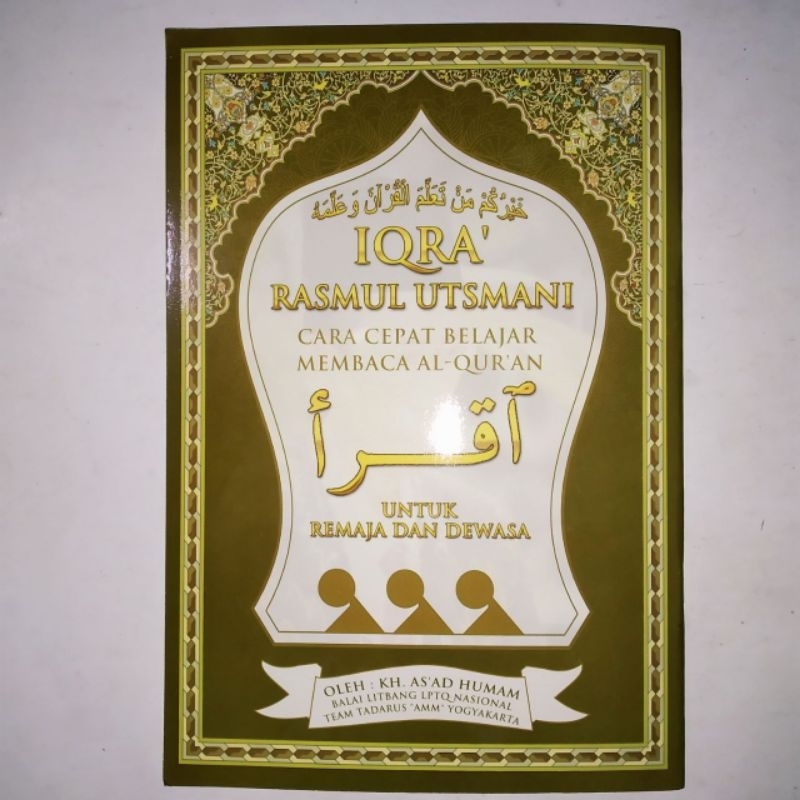 خَيْرُكُمْ مَنْ تَعَلَّمَ الْقُرْآنَ وَعَلَّمَهُ
IQRA'
RASMUL UTSMANI
CARA CEPAT BELAJAR
MEMBACA AL-QUR'AN
ٱقرأ
UNTUK
REMAJA DAN DEWASA
OLEH : KH. AS'AD HUMAM
BALAI LITBANG LPTQ NASIONAL
TEAM TADARUS "AMM" YOGYAKARTA